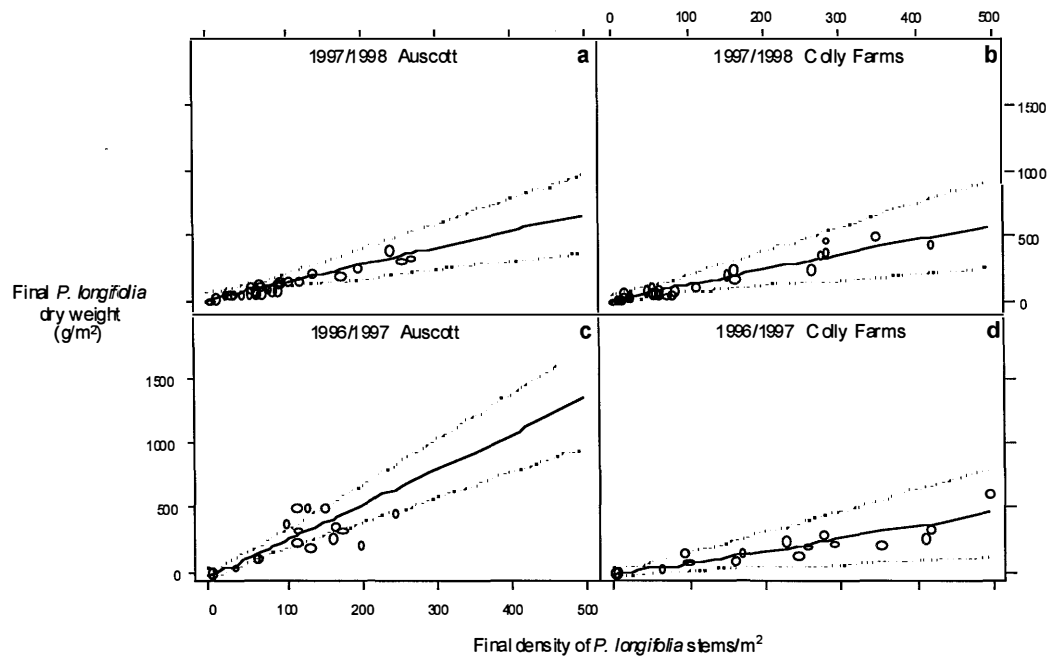 0 100 200 300 400 500
1997/1998 Auscott a
1997/1998 Colly Farms b
1500
1000
500
0
Final P. longifolia
dry weight
(g/m²)
1996/1997 Auscott c
1996/1997 Colly Farms d
1500
1000
500
0
0 100 200 300 400 500
Final density of P. longifolia stems/m²